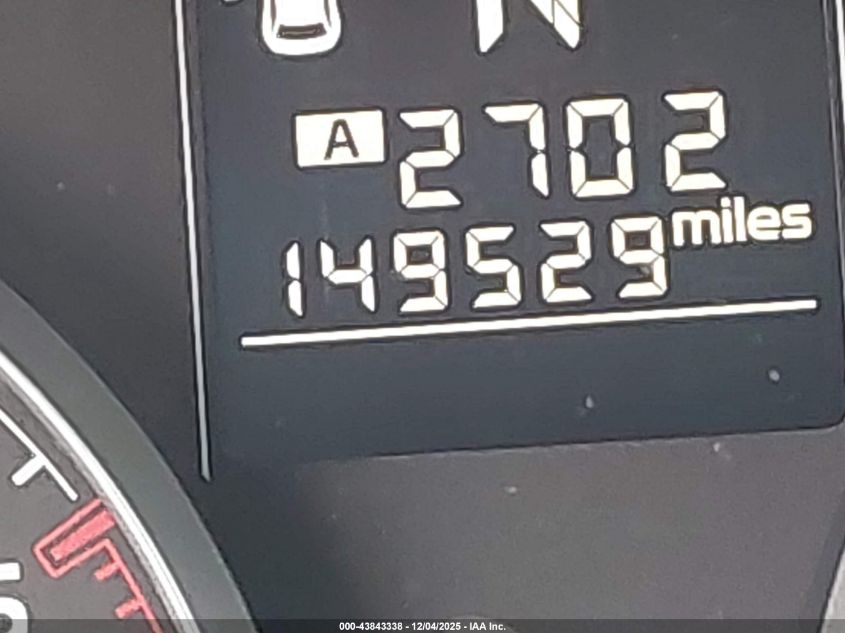 N
A 2702
149529 miles
000-43843338 - 12/04/2025 - IAA Inc.